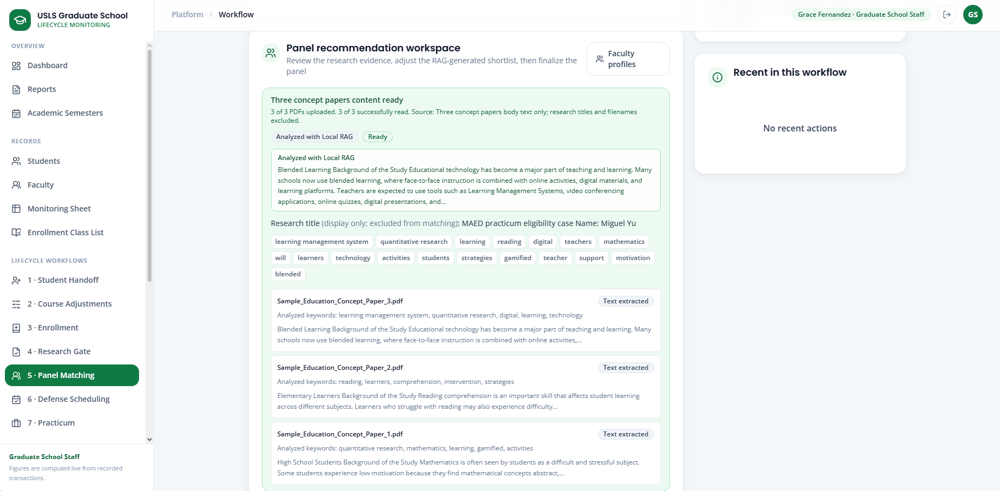 USLS Graduate School
LIFECYCLE MONITORING
OVERVIEW
Dashboard
Reports
Academic Semesters
RECORDS
Students
Faculty
Monitoring Sheet
Enrollment Class List
LIFECYCLE WORKFLOWS
1 · Student Handoff
2 · Course Adjustments
3 · Enrollment
4 · Research Gate
5 · Panel Matching
6 · Defense Scheduling
7 · Practicum
Graduate School Staff
Figures are computed live from recorded
transactions.
Platform > Workflow
Grace Fernandez · Graduate School Staff
GS
Panel recommendation workspace
Review the research evidence, adjust the RAG-generated shortlist, then finalize the
panel
Faculty
profiles
Three concept papers content ready
3 of 3 PDFs uploaded. 3 of 3 successfully read. Source: Three concept papers body text only; research titles and filenames
excluded.
Analyzed with Local RAG Ready
Analyzed with Local RAG
Blended Learning Background of the Study Educational technology has become a major part of teaching and learning. Many
schools now use blended learning, where face-to-face instruction is combined with online activities, digital materials, and
learning platforms. Teachers are expected to use tools such as Learning Management Systems, video conferencing
applications, online quizzes, digital presentations, and...
Research title (display only; excluded from matching): MAED practicum eligibility case Name: Miguel Yu
learning management system quantitative research learning reading digital teachers mathematics
will learners technology activities students strategies gamified teacher support motivation
blended
Sample_Education_Concept_Paper_3.pdf Text extracted
Analyzed keywords: learning management system, quantitative research, digital, learning, technology
Blended Learning Background of the Study Educational technology has become a major part of teaching and learning. Many
schools now use blended learning, where face-to-face instruction is combined with online activities,...
Sample_Education_Concept_Paper_2.pdf Text extracted
Analyzed keywords: reading, learners, comprehension, intervention, strategies
Elementary Learners Background of the Study Reading comprehension is an important skill that affects student learning
across different subjects. Learners who struggle with reading may also experience difficulty...
Sample_Education_Concept_Paper_1.pdf Text extracted
Analyzed keywords: quantitative research, mathematics, learning, gamified, activities
High School Students Background of the Study Mathematics is often seen by students as a difficult and stressful subject.
Some students experience low motivation because they find mathematical concepts abstract,...
Recent in this workflow
No recent actions